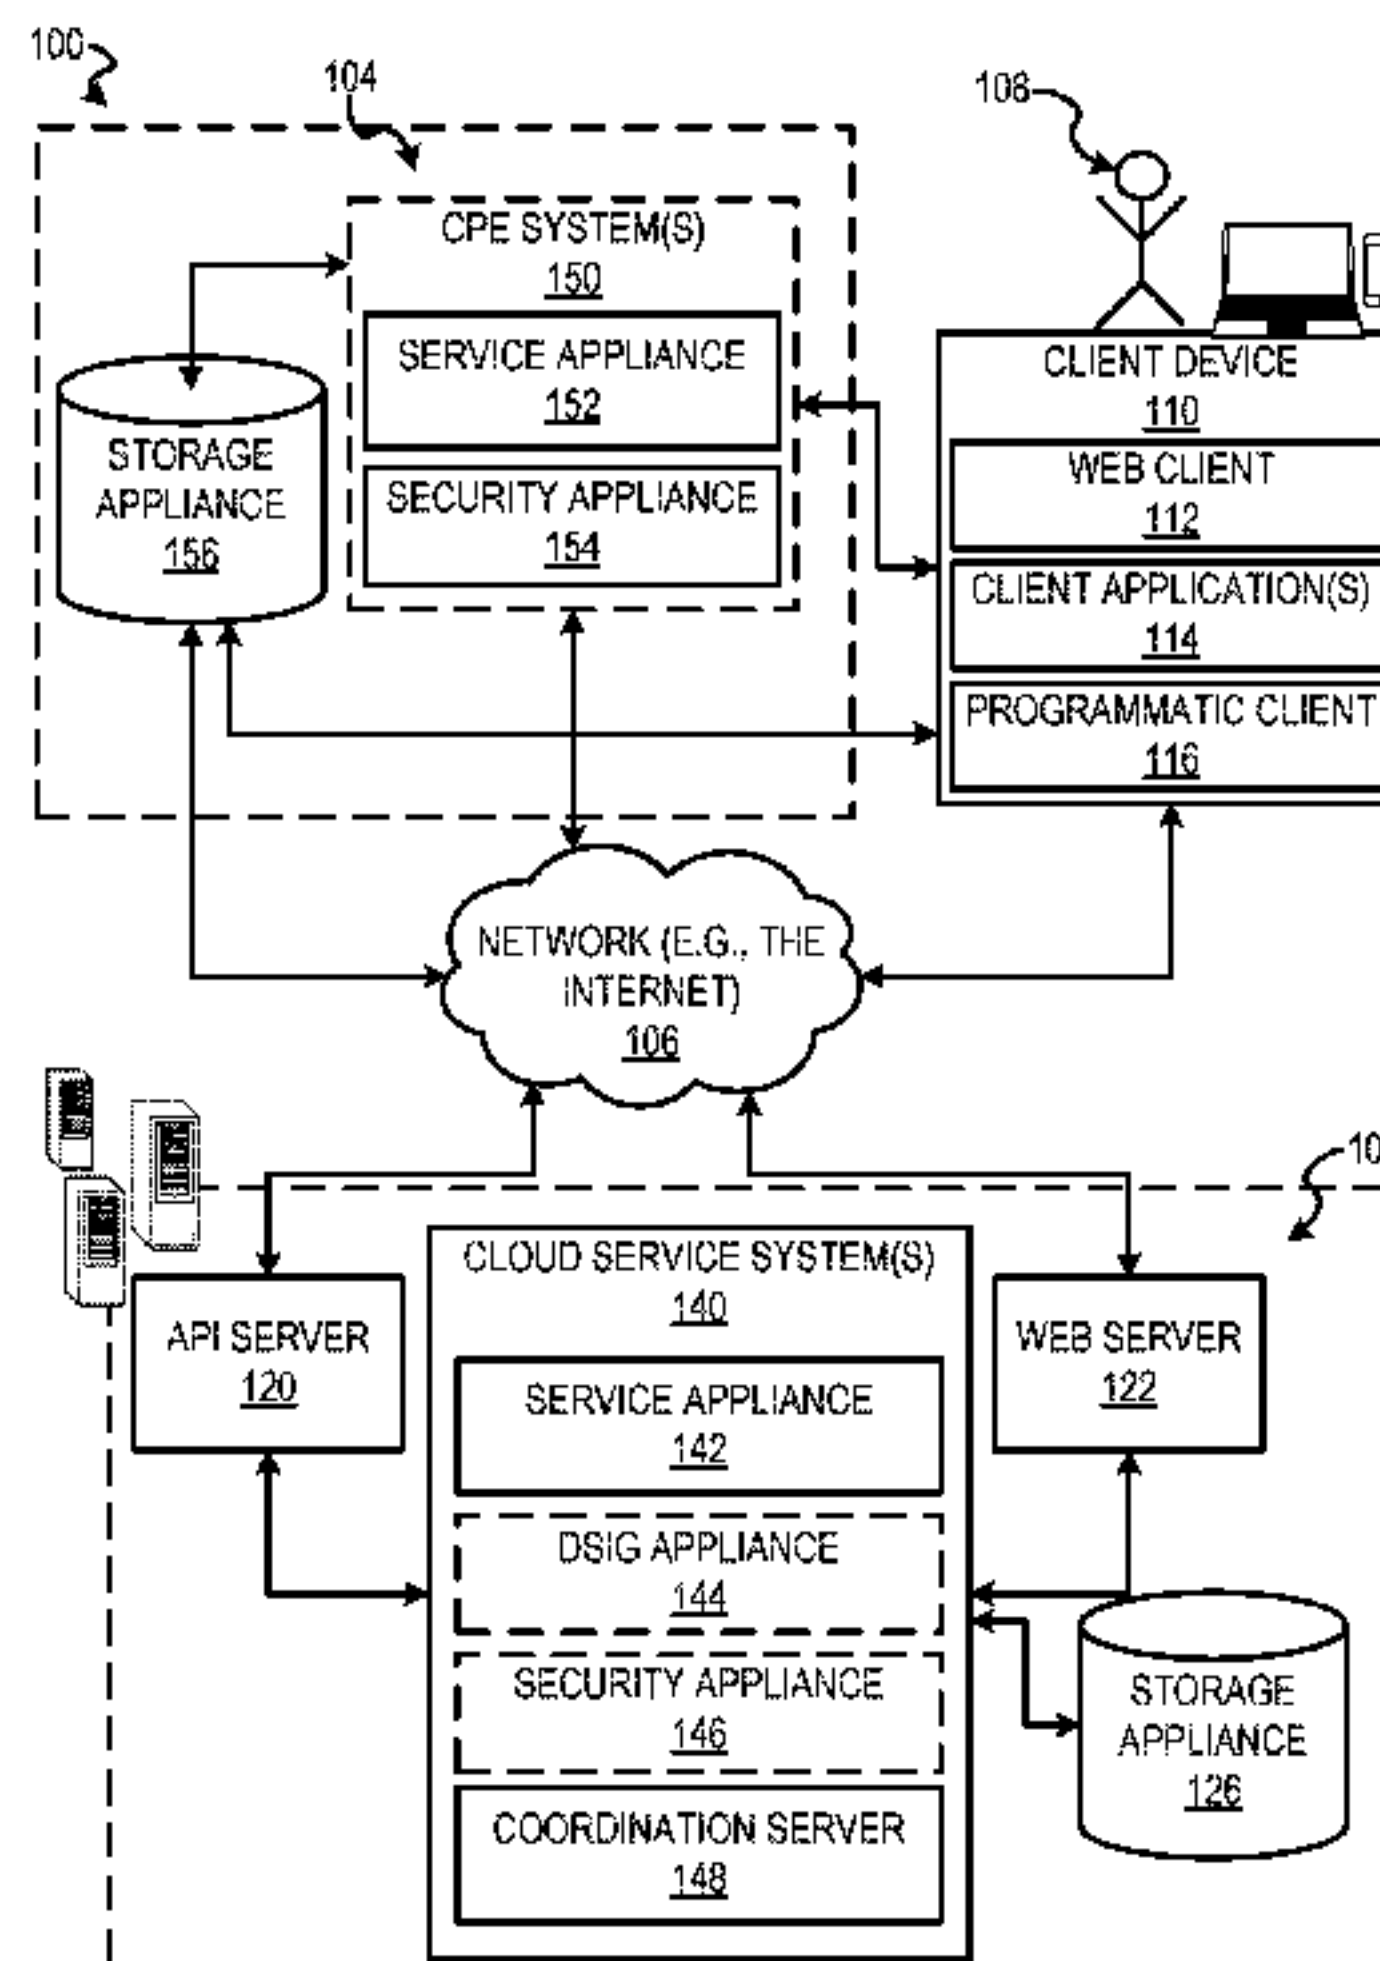 100
104
108
CPE SYSTEM(S)
150
SERVICE APPLIANCE
152
SECURITY APPLIANCE
154
STORAGE
APPLIANCE
156
CLIENT DEVICE
110
WEB CLIENT
112
CLIENT APPLICATION(S)
114
PROGRAMMATIC CLIENT
116
NETWORK (E.G., THE
INTERNET)
106
10
CLOUD SERVICE SYSTEM(S)
140
API SERVER
120
WEB SERVER
122
SERVICE APPLIANCE
142
DSIG APPLIANCE
144
SECURITY APPLIANCE
146
COORDINATION SERVER
148
STORAGE
APPLIANCE
126